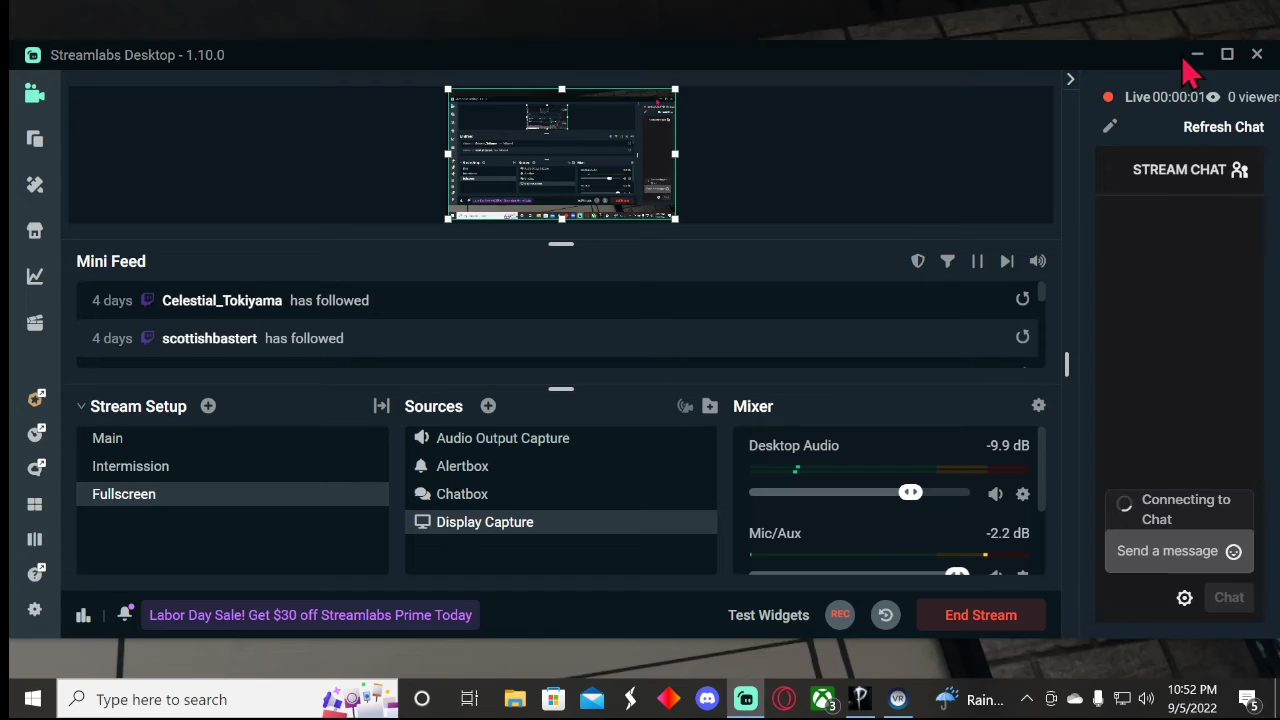 Streamlabs Desktop - 1.10.0
Live 00:00:01 0 viewers
Refresh Chat
STREAM CHAT
Mini Feed
4 days Celestial_Tokiyama has followed
4 days scottishbastert has followed
Stream Setup
Main
Intermission
Fullscreen
Sources
Audio Output Capture
Alertbox
Chatbox
Display Capture
Mixer
Desktop Audio -9.9 dB
Mic/Aux -2.2 dB
Connecting to
Chat
Send a message
Chat
Labor Day Sale! Get $30 off Streamlabs Prime Today
Test Widgets
REC
End Stream
Type here to search
3
VR
Rain...
10:52 PM
9/5/2022
5